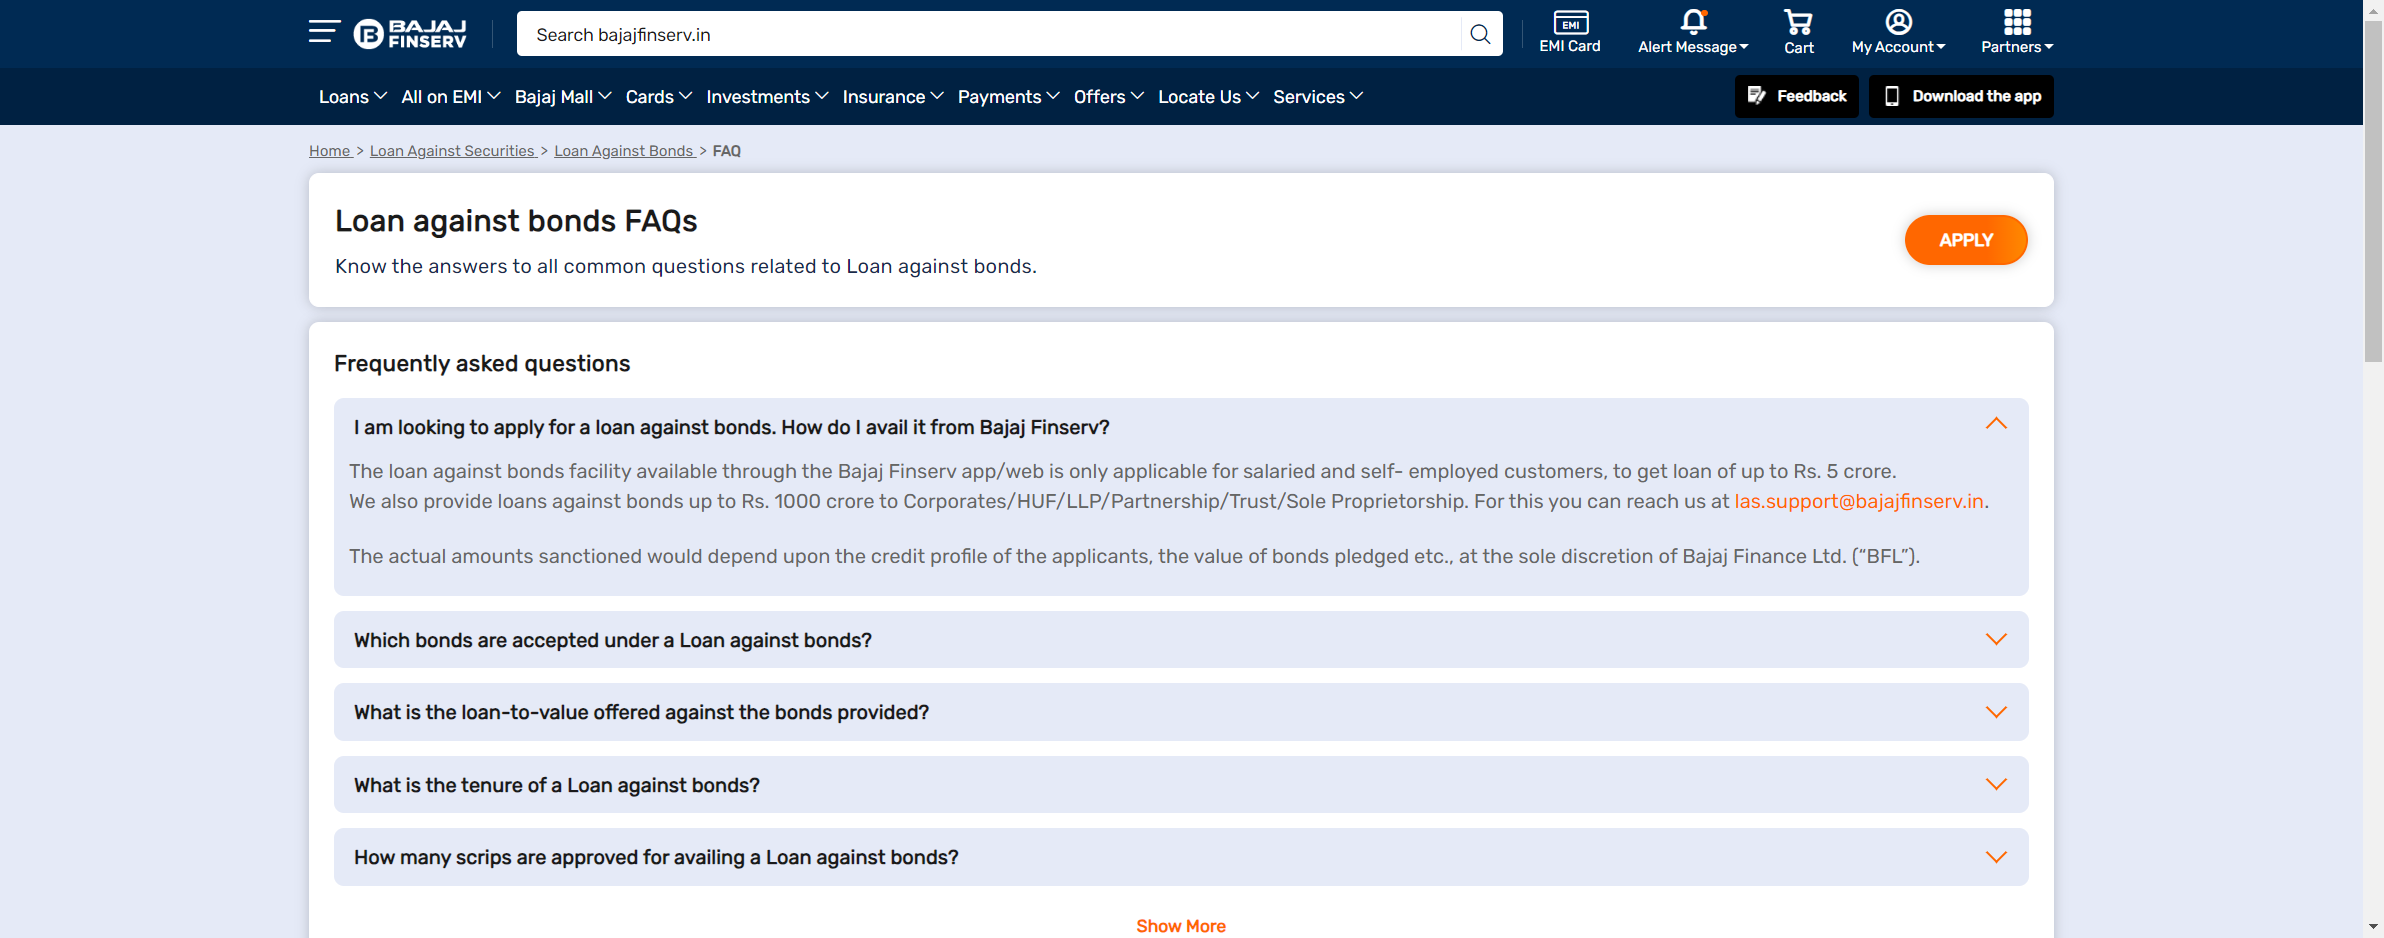 BAJAJ
FINSERV
Search bajajfinserv.in
EMI
EMI Card
Alert Message
Cart
My Account
Partners
Loans
All on EMI
Bajaj Mall
Cards
Investments
Insurance
Payments
Offers
Locate Us
Services
Feedback
Download the app
Home > Loan Against Securities > Loan Against Bonds > FAQ
Loan against bonds FAQs
Know the answers to all common questions related to Loan against bonds.
APPLY
Frequently asked questions
I am looking to apply for a loan against bonds. How do I avail it from Bajaj Finserv?
The loan against bonds facility available through the Bajaj Finserv app/web is only applicable for salaried and self- employed customers, to get loan of up to Rs. 5 crore.
We also provide loans against bonds up to Rs. 1000 crore to Corporates/HUF/LLP/Partnership/Trust/Sole Proprietorship. For this you can reach us at las.support@bajajfinserv.in.
The actual amounts sanctioned would depend upon the credit profile of the applicants, the value of bonds pledged etc., at the sole discretion of Bajaj Finance Ltd. (“BFL”).
Which bonds are accepted under a Loan against bonds?
What is the loan-to-value offered against the bonds provided?
What is the tenure of a Loan against bonds?
How many scrips are approved for availing a Loan against bonds?
Show More